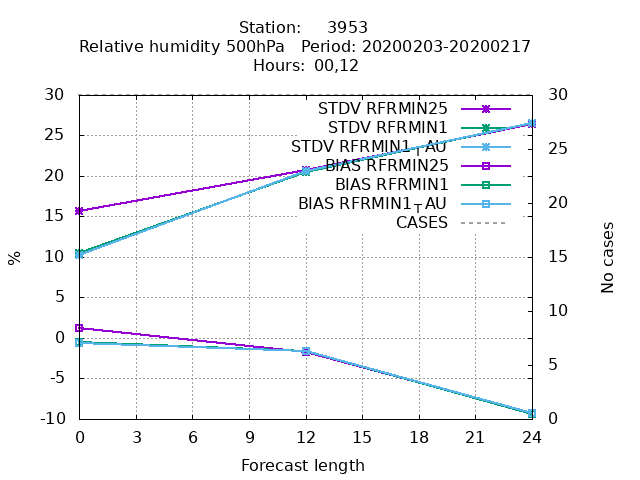 Station: 3953
Relative humidity 500hPa Period: 20200203-20200217
Hours: 00,12
30 30
STDV RFRMIN25
25 STDV RFRMIN1 25
STDV RFRMIN1TAU
20 BIAS RFRMIN25
BIAS RFRMIN1
15 BIAS RFRMIN1TAU 20
CASES
10 15
5 10
0
-5 5
-10 0
0 3 6 9 12 15 18 21 24
Forecast length
%
No cases